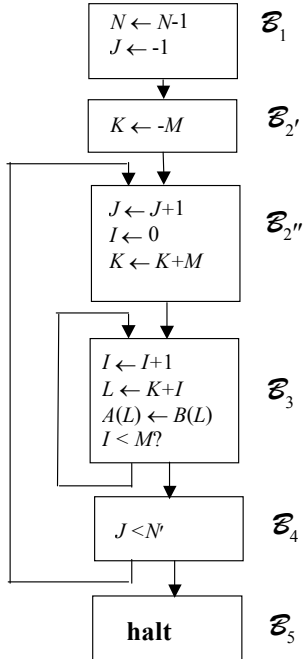 N ← N-1
J ← -1
ℬ1
K ← -M
ℬ2′
J ← J+1
I ← 0
K ← K+M
ℬ2″
I ← I+1
L ← K+I
A(L) ← B(L)
I < M?
ℬ3
J <N'
ℬ4
halt
ℬ5